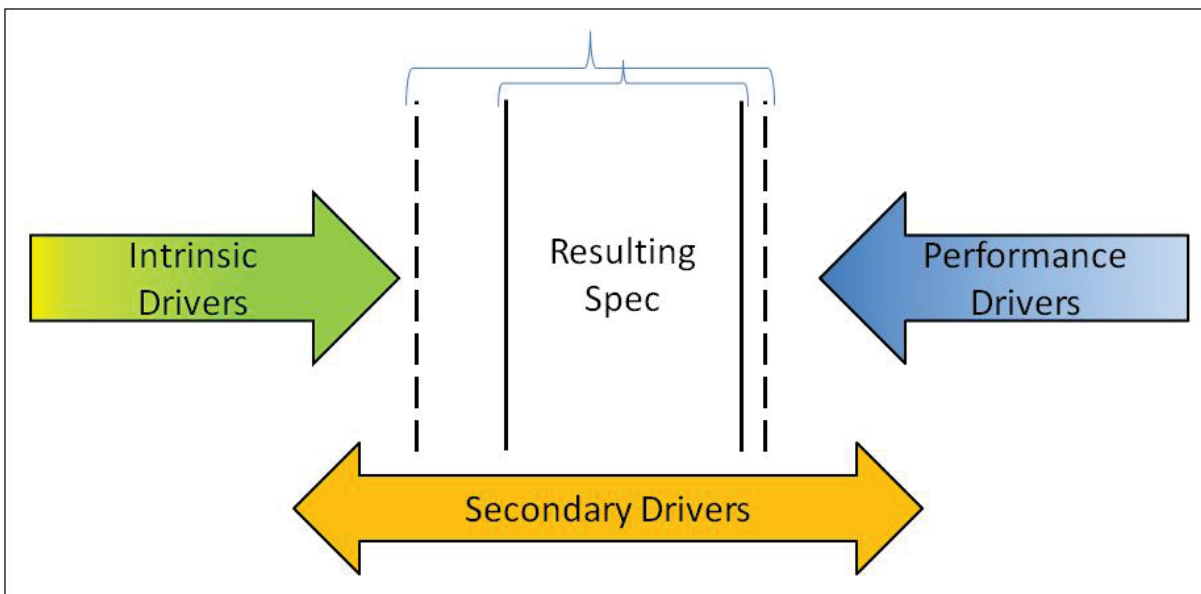 Intrinsic
Drivers
Resulting
Spec
Performance
Drivers
Secondary Drivers